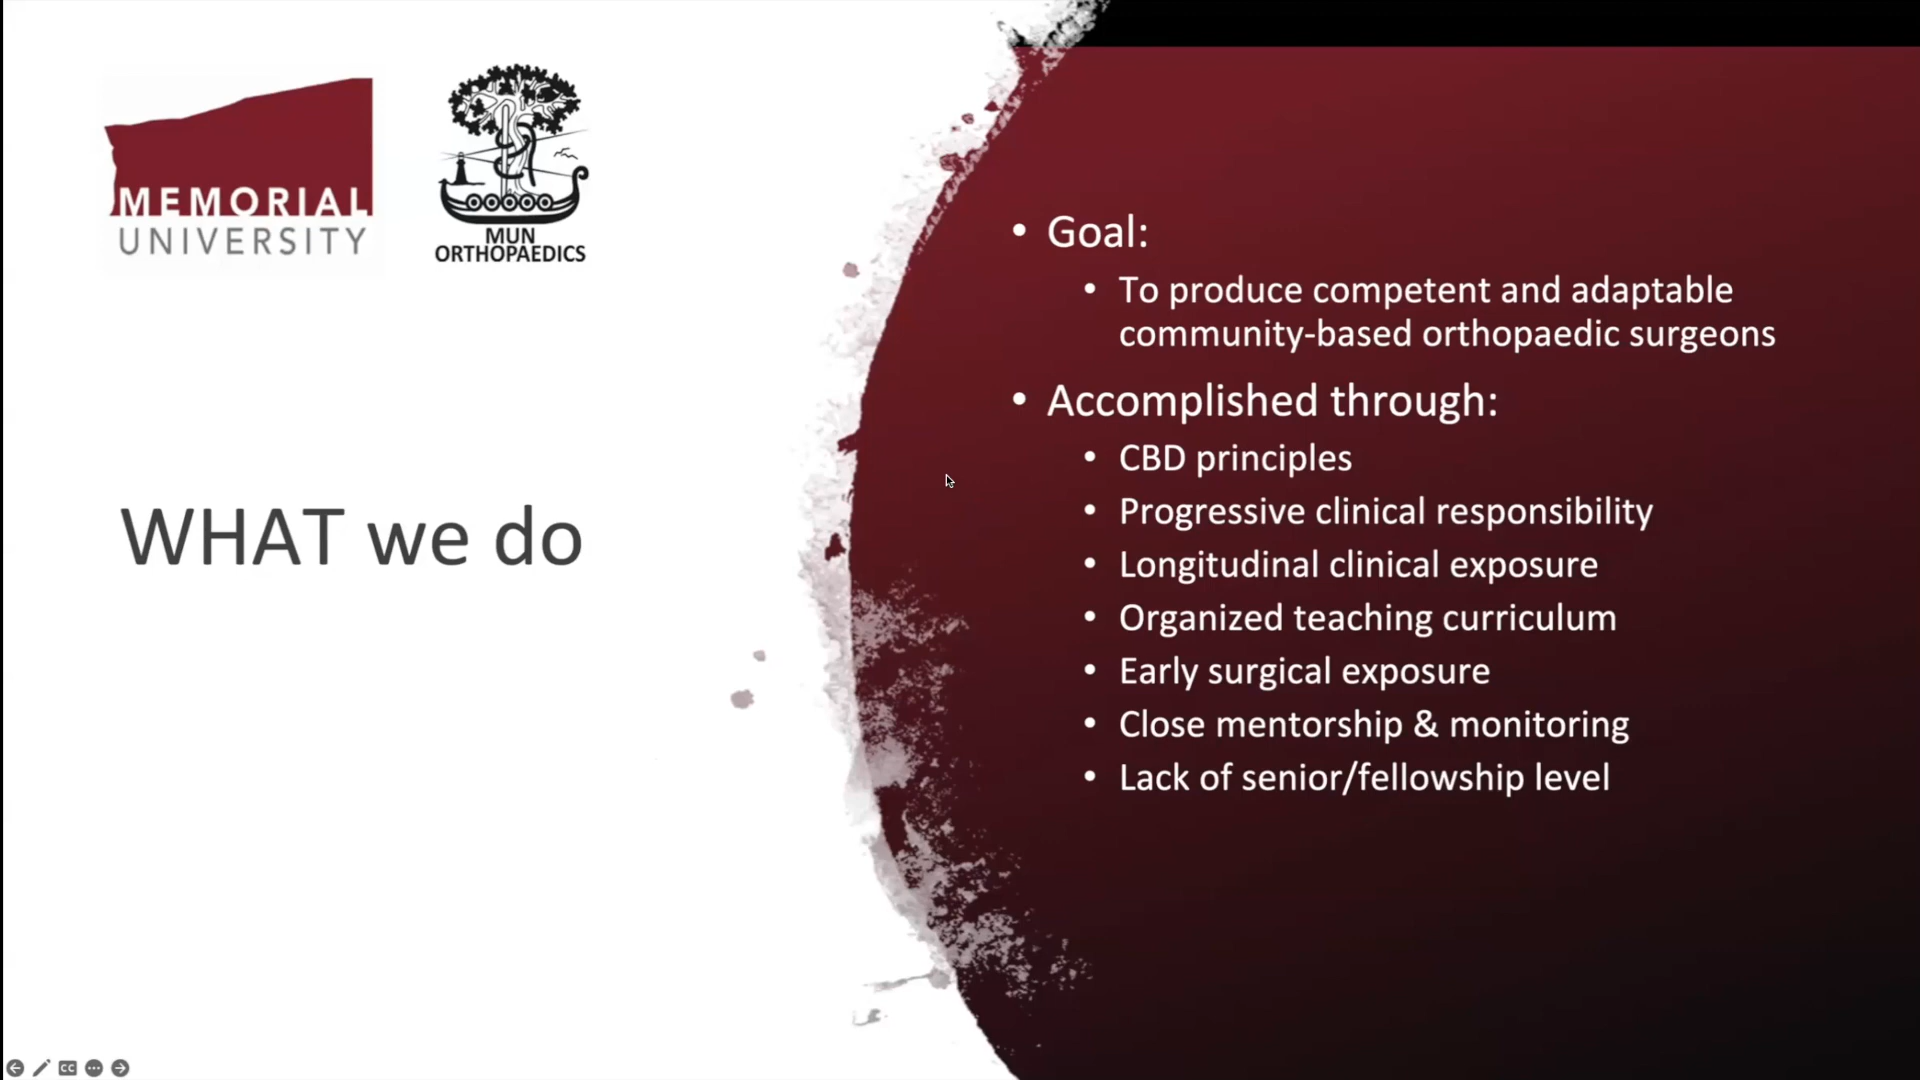 MEMORIAL
UNIVERSITY
MUN
ORTHOPAEDICS
WHAT we do
• Goal:
• To produce competent and adaptable
community-based orthopaedic surgeons
• Accomplished through:
• CBD principles
• Progressive clinical responsibility
• Longitudinal clinical exposure
• Organized teaching curriculum
• Early surgical exposure
• Close mentorship & monitoring
• Lack of senior/fellowship level
CC